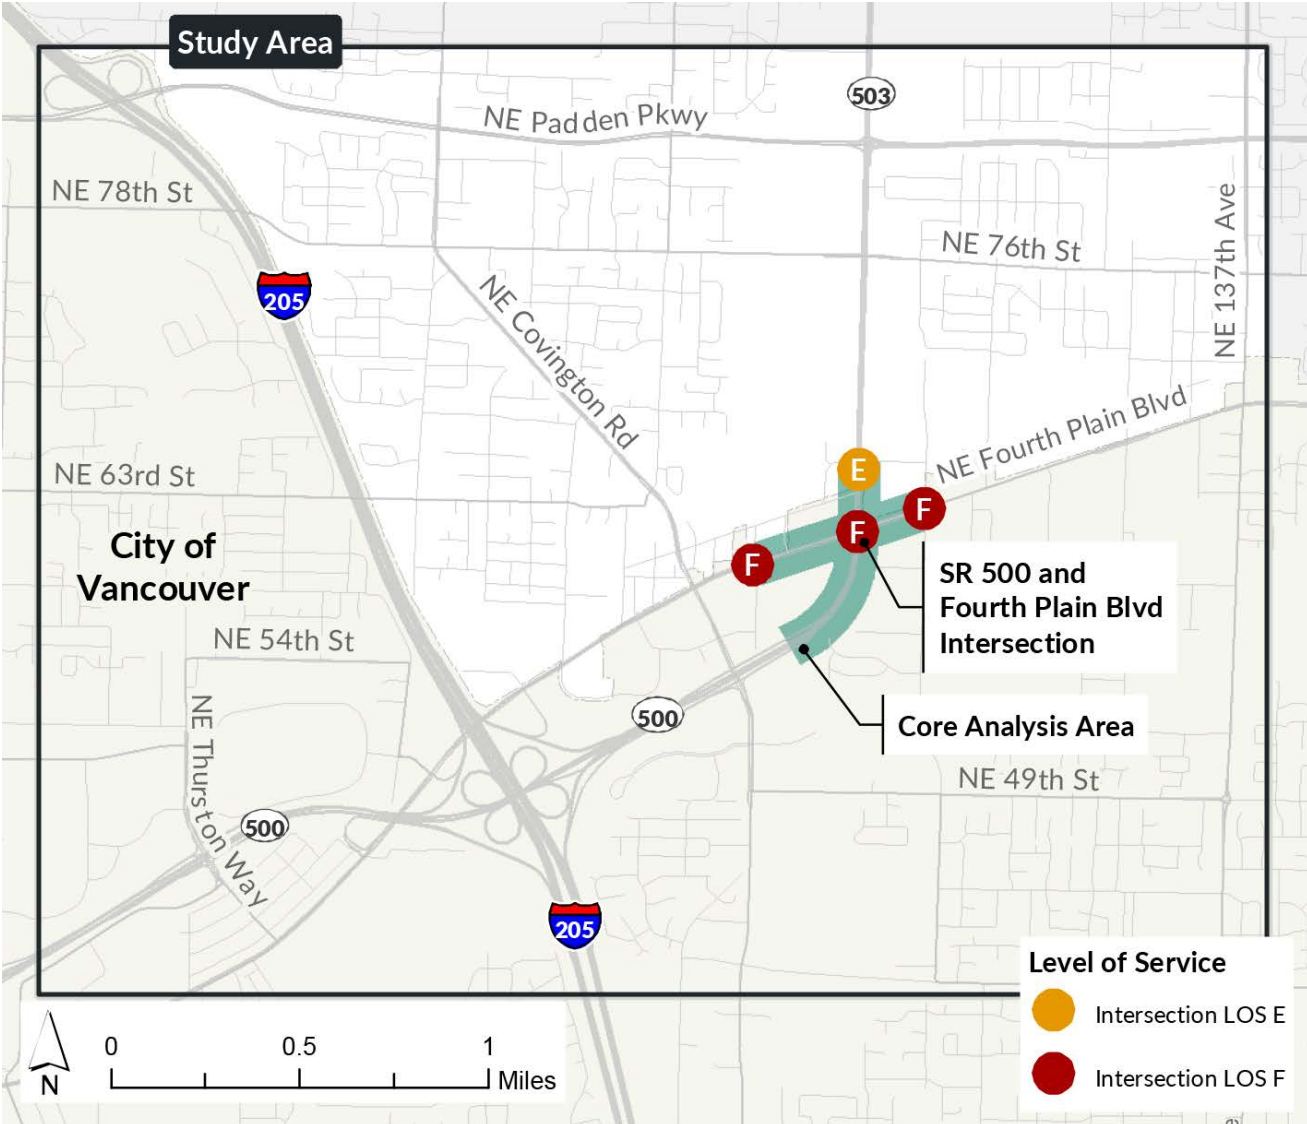 Study Area
503
NE Padden Pkwy
NE 78th St
NE 137th Ave
NE 76th St
205
NE Covington Rd
NE Fourth Plain Blvd
NE 63rd St
E
F
F
F
City of
Vancouver
SR 500 and
Fourth Plain Blvd
Intersection
NE 54th St
NE Thurston Way
500
Core Analysis Area
NE 49th St
500
205
Level of Service
Intersection LOS E
Intersection LOS F
N
0 0.5 1
Miles